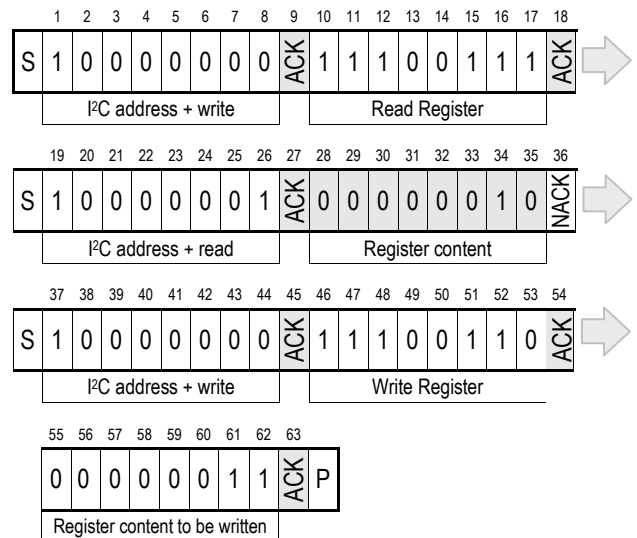 1 2 3 4 5 6 7 8 9 10 11 12 13 14 15 16 17 18
S 1 0 0 0 0 0 0 0 ACK 1 1 1 0 0 1 1 1 ACK
I²C address + write Read Register
19 20 21 22 23 24 25 26 27 28 29 30 31 32 33 34 35 36
S 1 0 0 0 0 0 0 1 ACK 0 0 0 0 0 0 1 0 NACK
I²C address + read Register content
37 38 39 40 41 42 43 44 45 46 47 48 49 50 51 52 53 54
S 1 0 0 0 0 0 0 0 ACK 1 1 1 0 0 1 1 0 ACK
I²C address + write Write Register
55 56 57 58 59 60 61 62 63
0 0 0 0 0 0 1 1 ACK P
Register content to be written